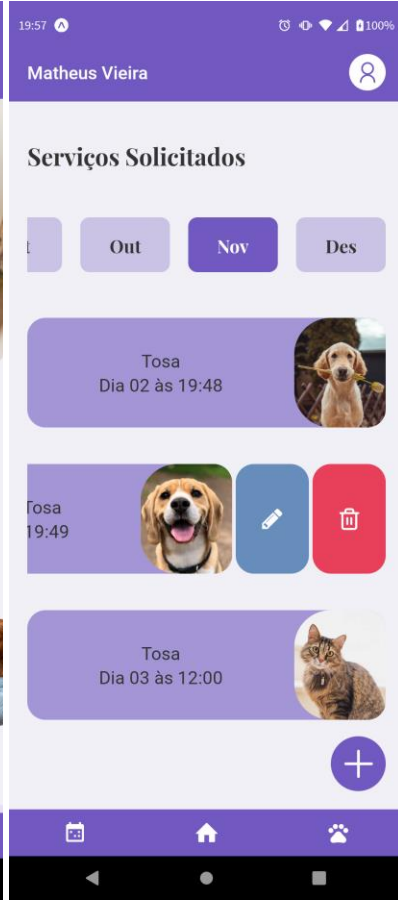 19:57
100%
Matheus Vieira
Serviços Solicitados
t
Out
Nov
Des
Tosa
Dia 02 às 19:48
Tosa
19:49
Tosa
Dia 03 às 12:00